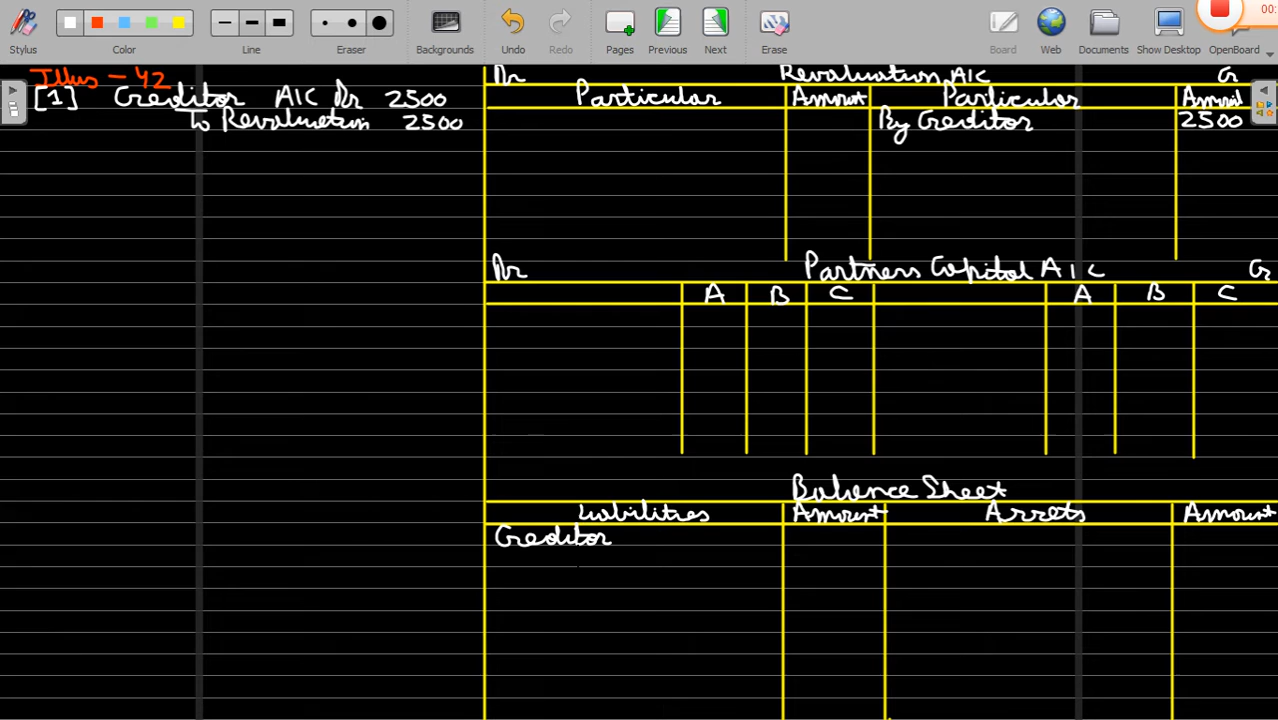 Stylus
Color
Line
Eraser
Backgrounds
Undo
Redo
Pages
Previous
Next
Erase
Board
Web
Documents
Show Desktop
OpenBoard
00:
Illus - 42
[1] Creditor A/C Dr 2500
To Revaluation 2500
Dr Revaluation A/C Cr
Particular Amount Particular Amount
By Creditor 2500
Dr Partners Capital A/C Cr
A B C A B C
Balance Sheet
Liabilities Amount Assets Amount
Creditor